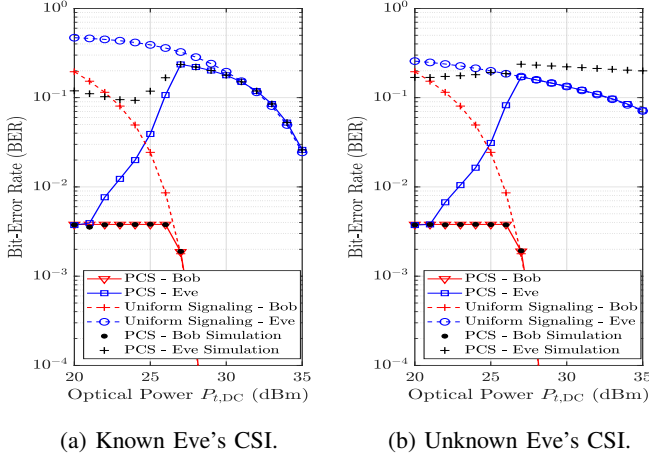 10^0
10^-1
10^-2
10^-3
10^-4
Bit-Error Rate (BER)
PCS - Bob
PCS - Eve
Uniform Signaling - Bob
Uniform Signaling - Eve
PCS - Bob Simulation
PCS - Eve Simulation
20 25 30 35
Optical Power P_{t,DC} (dBm)
(a) Known Eve's CSI.
10^0
10^-1
10^-2
10^-3
10^-4
Bit-Error Rate (BER)
PCS - Bob
PCS - Eve
Uniform Signaling - Bob
Uniform Signaling - Eve
PCS - Bob Simulation
PCS - Eve Simulation
20 25 30 35
Optical Power P_{t,DC} (dBm)
(b) Unknown Eve's CSI.